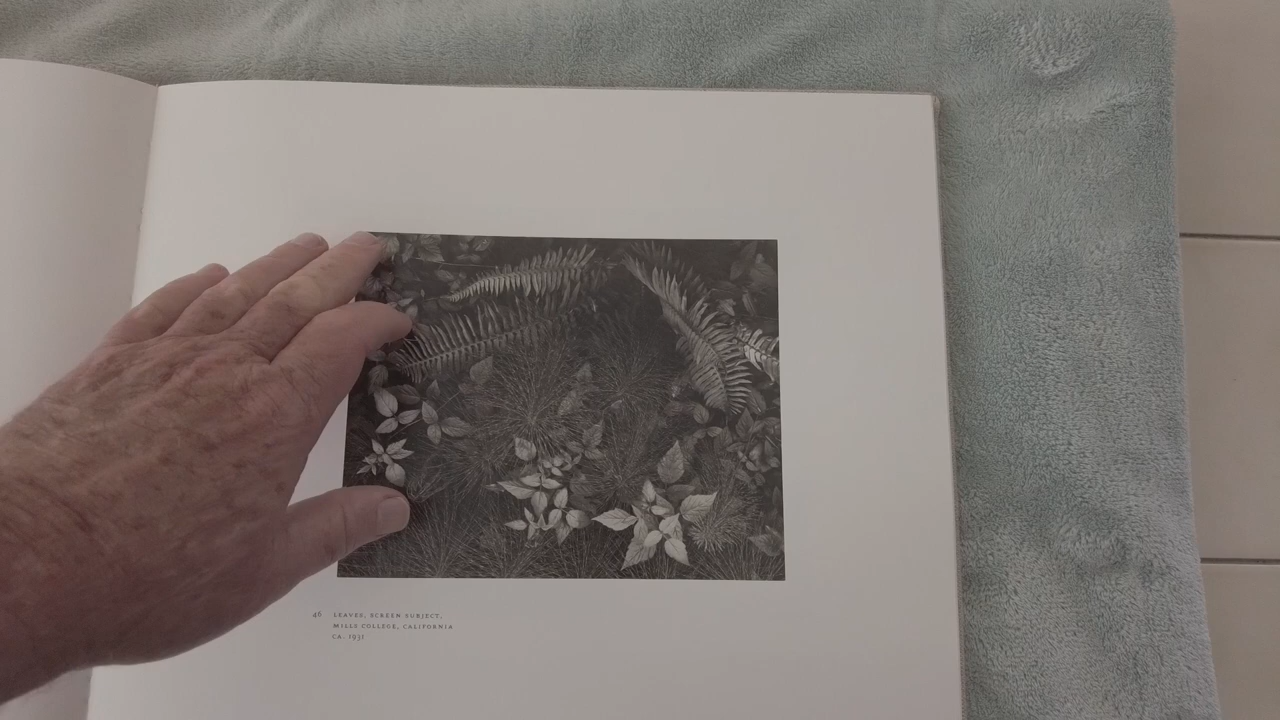 46 LEAVES, SCREEN SUBJECT,
MILLS COLLEGE, CALIFORNIA
CA. 1931